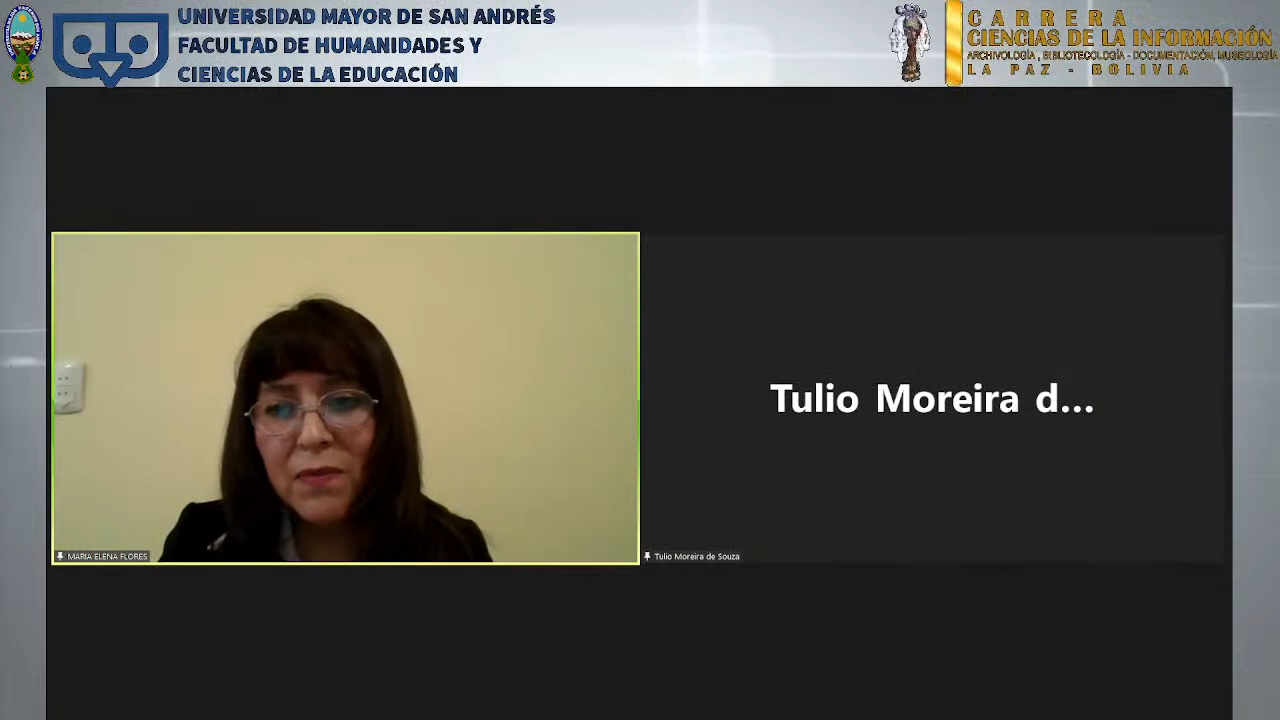 UNIVERSIDAD MAYOR DE SAN ANDRÉS
FACULTAD DE HUMANIDADES Y
CIENCIAS DE LA EDUCACIÓN
CARRERA
CIENCIAS DE LA INFORMACIÓN
ARCHIVOLOGÍA, BIBLIOTECOLOGÍA - DOCUMENTACIÓN, MUSEOLOGÍA
LA PAZ - BOLIVIA
Tulio Moreira d...
MARIA ELENA FLORES
Tulio Moreira de Souza